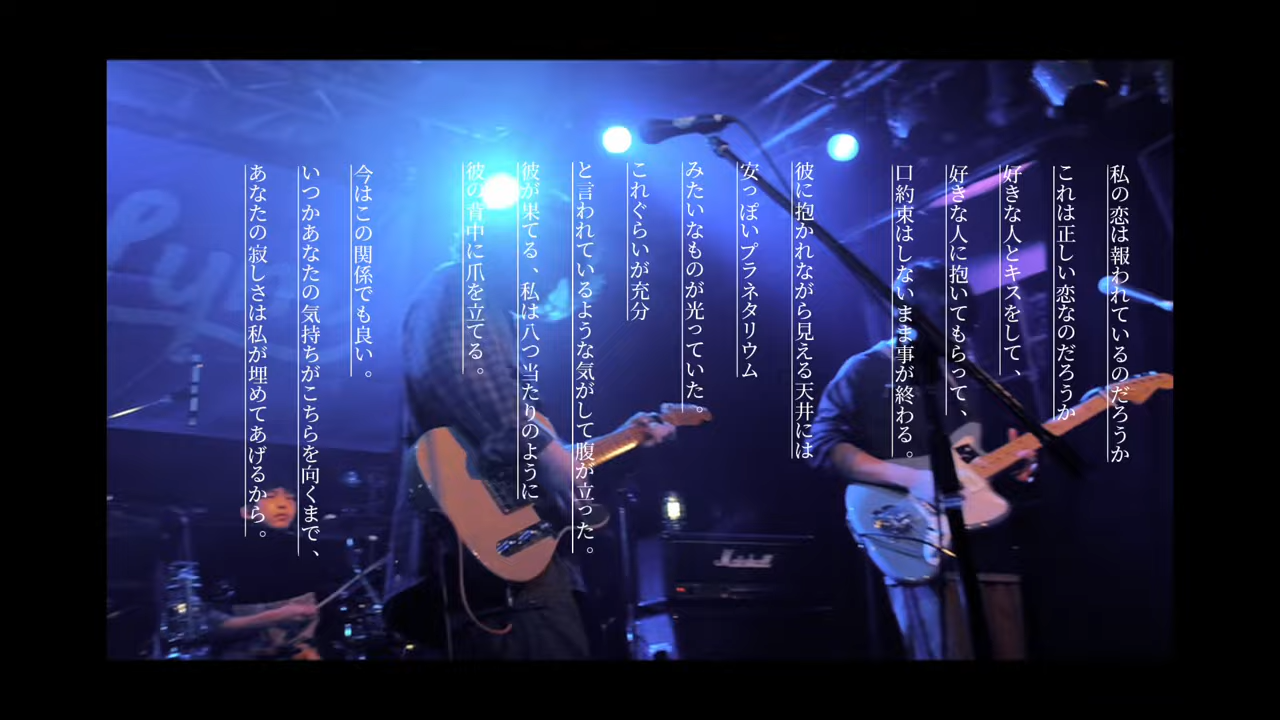 私の恋は報われているのだろうか
これは正しい恋なのだろうか
好きな人とキスをして、
好きな人に抱いてもらって、
口約束はしないまま事が終わる。
彼に抱かれながら見える天井には
安っぽいプラネタリウム
みたいなものが光っていた。
これぐらいが充分
と言われているような気がして腹が立った。
彼が果てる、私は八つ当たりのように
彼の背中に爪を立てる。
今はこの関係でも良い。
いつかあなたの気持ちがこちらを向くまで、
あなたの寂しさは私が埋めてあげるから。
Marshall